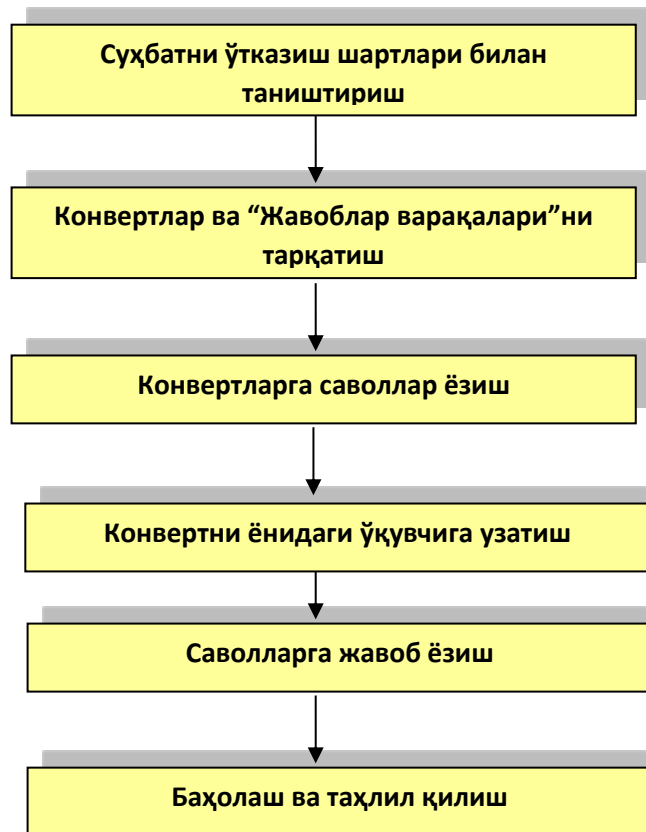 Суҳбатни ўтказиш шартлари билан
таништириш
Конвертлар ва “Жавоблар варақалари”ни
тарқатиш
Конвертларга саволлар ёзиш
Конвертни ёнидаги ўқувчига узатиш
Саволларга жавоб ёзиш
Баҳолаш ва таҳлил қилиш